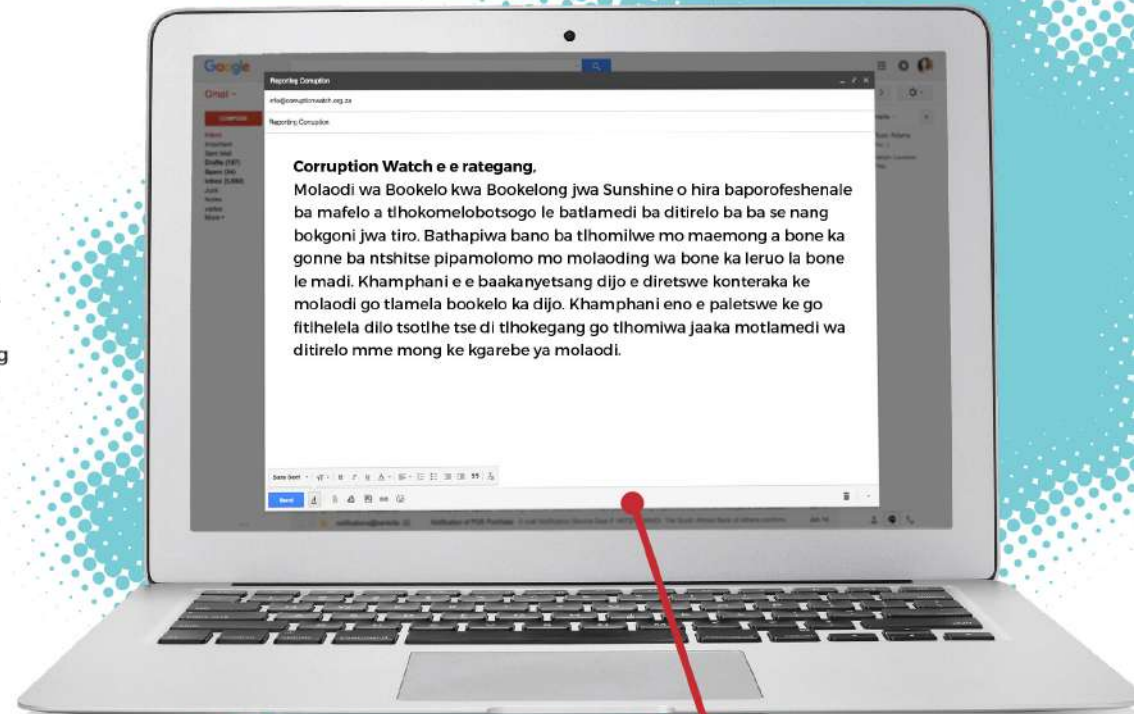 Google
Reporting Corruption
Gmail
info@corruptionwatch.org.za
COMPOSE
Reporting Corruption
Corruption Watch e e rategang,
Molaodi wa Bookelo kwa Bookelong jwa Sunshine o hira baporofeshenale
ba mafelo a tlhokomelobotsogo le batlamedi ba ditirelo ba ba se nang
bokgoni jwa tiro. Bathapiwa bano ba tlhomilwe mo maemong a bone ka
gonne ba ntshitse pipamolomo mo molaoding wa bone ka leruo la bone
le madi. Khamphani e e baakanyetsang dijo e diretswe konteraka ke
molaodi go tlamela bookelo ka dijo. Khamphani eno e paletswe ke go
fitlhelela dilo tsotlhe tse di tlhokegang go tlhomiwa jaaka motlamedi wa
ditirelo mme mong ke kgarebe ya molaodi.
g
Sans Serif
Send